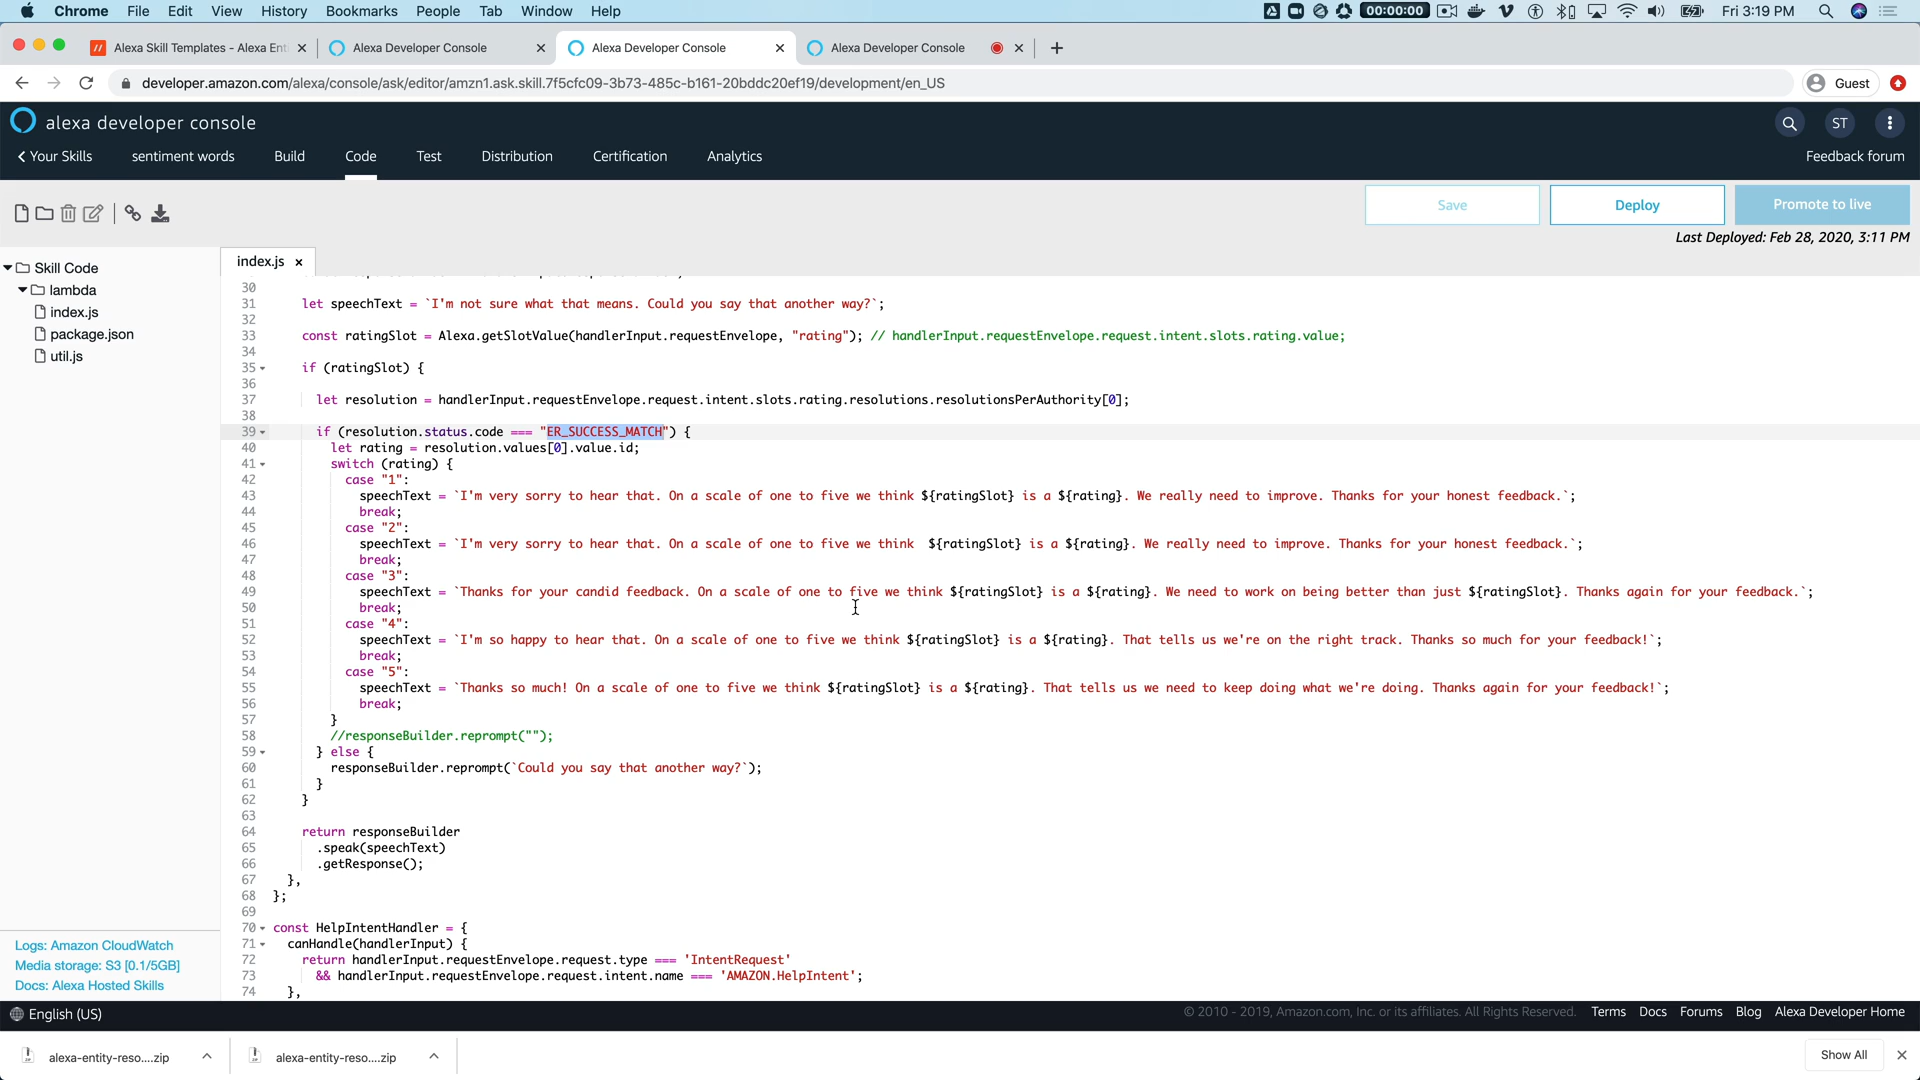 Chrome File Edit View History Bookmarks People Tab Window Help 00:00:00 Fri 3:19 PM
Alexa Skill Templates - Alexa Ent Alexa Developer Console Alexa Developer Console Alexa Developer Console
developer.amazon.com/alexa/console/ask/editor/amzn1.ask.skill.7f5cfc09-3b73-485c-b161-20bddc20ef19/development/en_US Guest
alexa developer console ST
Your Skills sentiment words Build Code Test Distribution Certification Analytics Feedback forum
Save Deploy Promote to live
Last Deployed: Feb 28, 2020, 3:11 PM
index.js
Skill Code
lambda
index.js
package.json
util.js
30
31 let speechText = `I'm not sure what that means. Could you say that another way?`;
32
33 const ratingSlot = Alexa.getSlotValue(handlerInput.requestEnvelope, "rating"); // handlerInput.requestEnvelope.request.intent.slots.rating.value;
34
35 if (ratingSlot) {
36
37 let resolution = handlerInput.requestEnvelope.request.intent.slots.rating.resolutions.resolutionsPerAuthority[0];
38
39 if (resolution.status.code === "ER_SUCCESS_MATCH") {
40 let rating = resolution.values[0].value.id;
41 switch (rating) {
42 case "1":
43 speechText = `I'm very sorry to hear that. On a scale of one to five we think ${ratingSlot} is a ${rating}. We really need to improve. Thanks for your honest feedback.`;
44 break;
45 case "2":
46 speechText = `I'm very sorry to hear that. On a scale of one to five we think ${ratingSlot} is a ${rating}. We really need to improve. Thanks for your honest feedback.`;
47 break;
48 case "3":
49 speechText = `Thanks for your candid feedback. On a scale of one to five we think ${ratingSlot} is a ${rating}. We need to work on being better than just ${ratingSlot}. Thanks again for your feedback.`;
50 break;
51 case "4":
52 speechText = `I'm so happy to hear that. On a scale of one to five we think ${ratingSlot} is a ${rating}. That tells us we're on the right track. Thanks so much for your feedback!`;
53 break;
54 case "5":
55 speechText = `Thanks so much! On a scale of one to five we think ${ratingSlot} is a ${rating}. That tells us we need to keep doing what we're doing. Thanks again for your feedback!`;
56 break;
57 }
58 //responseBuilder.reprompt("");
59 } else {
60 responseBuilder.reprompt(`Could you say that another way?`);
61 }
62 }
63
64 return responseBuilder
65 .speak(speechText)
66 .getResponse();
67 },
68 };
69
70 const HelpIntentHandler = {
71 canHandle(handlerInput) {
72 return handlerInput.requestEnvelope.request.type === 'IntentRequest'
73 && handlerInput.requestEnvelope.request.intent.name === 'AMAZON.HelpIntent';
74 },
Logs: Amazon CloudWatch
Media storage: S3 [0.1/5GB]
Docs: Alexa Hosted Skills
English (US) © 2010 - 2019, Amazon.com, Inc. or its affiliates. All Rights Reserved. Terms Docs Forums Blog Alexa Developer Home
alexa-entity-reso....zip alexa-entity-reso....zip Show All